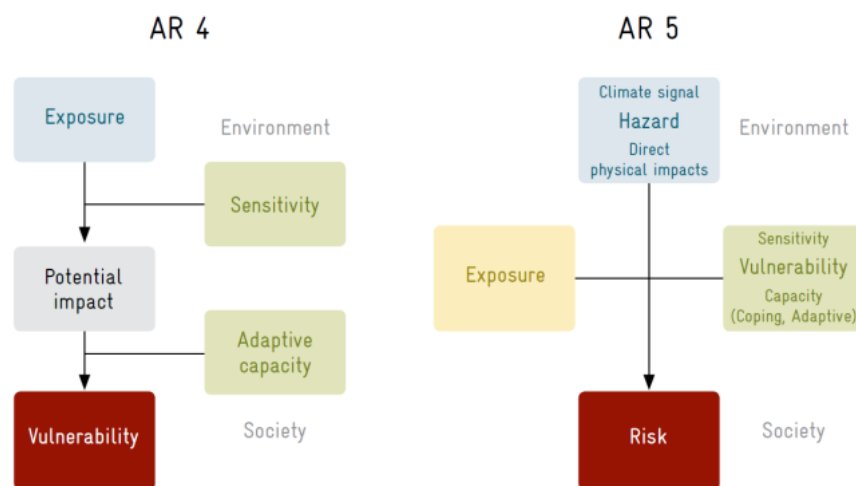 AR 4
Exposure
Environment
Sensitivity
Potential
impact
Adaptive
capacity
Vulnerability
Society
AR 5
Climate signal
Hazard
Direct
physical impacts
Environment
Exposure
Sensitivity
Vulnerability
Capacity
(Coping, Adaptive)
Risk
Society